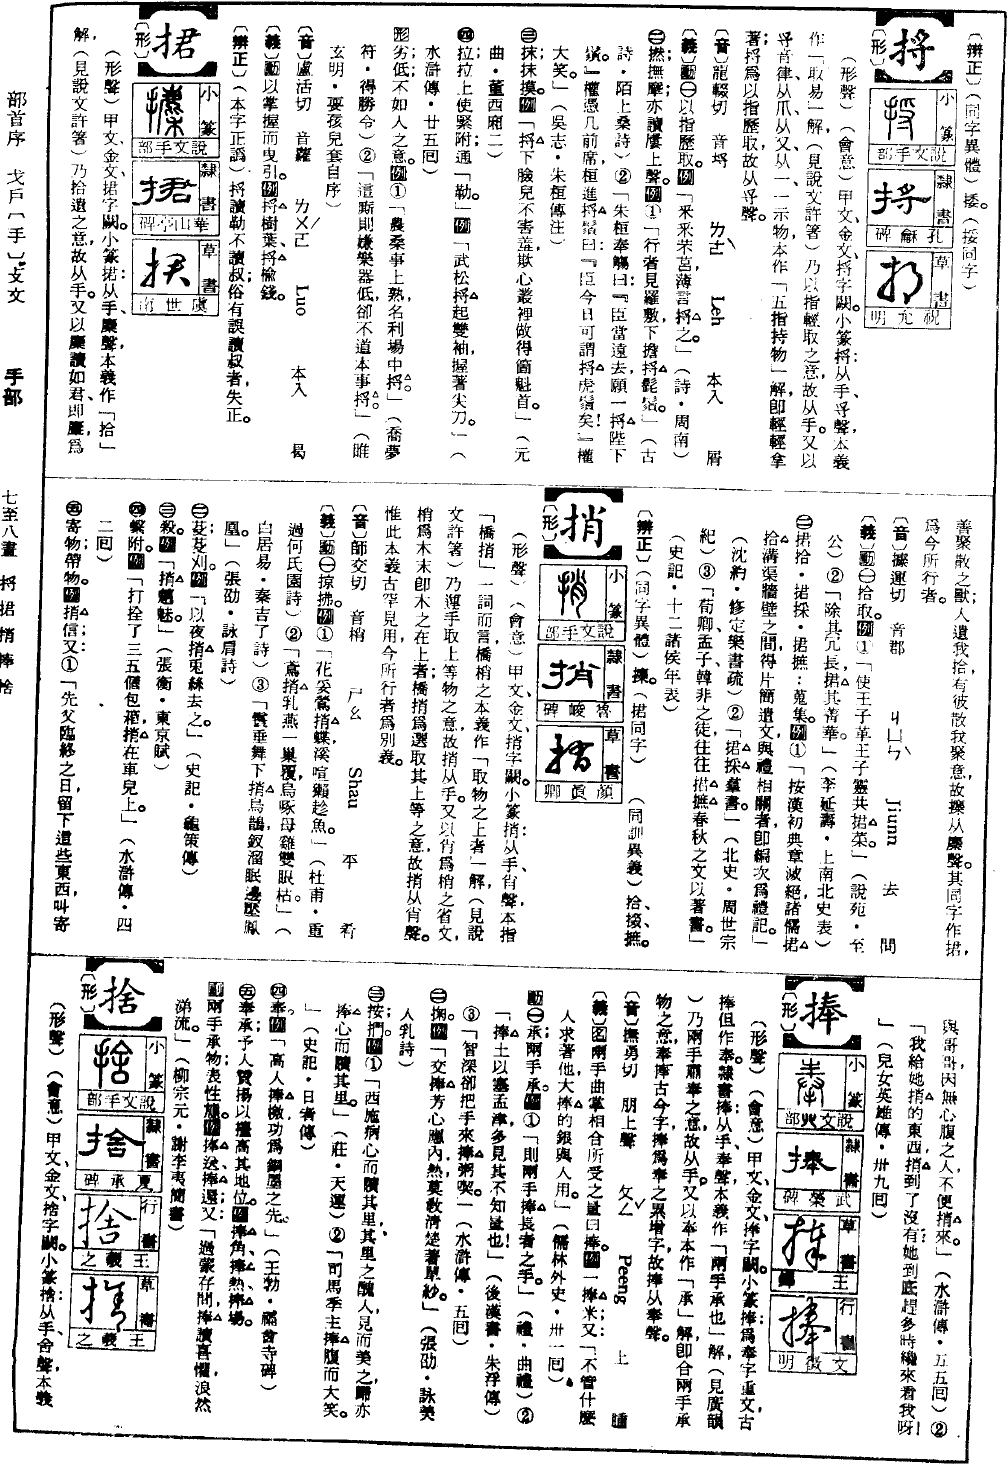 〔辨正〕（同字異體）捼。（挼同字）
捋
〔形〕
小篆
說文手部
隸書
孔龢碑
草書
祝允明
（形聲）（會意）甲文、金文捋字闕。小篆捋从手、寽聲，本義
作「取易」解，（見說文許箸）乃以指輕取之意，故从手。又以
寽音律，从爪、从又、从一，一示物，本作「五指持物」解，即輕輕拿
著，捋爲以指歷取，故从寽聲。
〔音〕龍輟切　音埒　ㄌㄜˋ　Leh　本入　屑
〔義〕動㊀以指歷取。例「采采芣苢，薄言捋之。」（詩・周南）
㊁撚；撫摩，亦讀屢上聲。例①「行者見羅敷，下擔捋髭鬚。」（古
詩・陌上桑詩）②「朱桓奉觴曰：『臣當遠去，願一捋陛下
鬚。』權憑几前席，桓進捋鬚曰：『臣今日可謂捋虎鬚矣！』權
大笑。」（吳志・朱桓傳注）
㊂抹；抹摸。例「捋下臉兒不害羞，欺心叢裡做得箇魁首。」（元
曲・董西廂二）
㊃拉；拉上使緊附，通「勒。」例「武松捋起雙袖，握著尖刀。」（
水滸傳・廿五囘）
形劣；低不如人之意。例①「農桑事上熟，名利場中捋。」（喬夢
符・得勝令）②「這廝則嫌樂器低，卻不道本事捋。」（睢
玄明・耍孩兒套自序）
〔音〕盧活切　音蘿　ㄌㄨㄛ　Luo　本入　曷
〔義〕動以掌握而曳引。例捋樹葉、捋楡錢。
〔辨正〕（本字正譌）捋讀勒不讀叔，俗有誤讀叔者失正。
捃
〔形〕
小篆
說文手部
隸書
華山亭碑
草書
虞世南
（形聲）甲文、金文捃字闕。小篆捃从手、麇聲，本義作「拾」
解，（見說文許箸）乃拾遺之意，故从手。又以麇讀如君，即麕，爲
善聚散之獸；人遺我拾有彼散我聚意，故攈从麇聲。其同字作捃，
爲今所行者。
〔音〕攈運切　音郡　ㄐㄩㄣˋ　Jiunn　去　問
〔義〕動㊀拾取。例①「使王子革、王子靈共捃菜。」（說苑・至
公）②「除其冗長，捃其菁華。」（李延壽・上南北史表）
㊁捃拾；捃採；捃摭：蒐集。例①「按漢初典章滅絕，諸儒捃
拾溝渠牆壁之間，得片簡遺文與禮相關者，即編次爲禮記。」
（沈約・修定樂書疏）②「捃採羣書。」（北史・周世宗
紀）③「荀卿、孟子、韓非之徒，往往捃摭春秋之文以著書。」
（史記・十二諸侯年表）
〔辨正〕（同字異體）攈。（捃同字）　（同訓異義）拾、掇、摭。
捎
〔形〕
小篆
說文手部
隸書
魯峻碑
草書
顏眞卿
（形聲）（會意）甲文、金文捎字闕。小篆捎从手、肖聲，本指
「橋捎」一詞而言，橋梢之本義作「取物之上者」解，（見說
文許箸）乃選手取上等物之意，故捎从手。又以肖爲梢之省文，
梢爲木末即木之在上者；橋捎爲選取其上等之意，故捎从肖聲。
惟此本義古罕見用，今所行者爲別義。
〔音〕師交切　音梢　ㄕㄠ　Shau　平　肴
〔義〕動㊀掠；拂。例①「花妥鶯捎蝶，溪喧獺趁魚。」（杜甫・重
過何氏園詩）②「鳶捎乳燕一巢覆，烏啄母雞雙眼枯。」（
白居易・秦吉了詩）③「鬢垂舞下捎烏鵲，釵溜眠邊壓鳳
凰。」（張劭・詠肩詩）
㊁芟；芟刈。例「以夜捎兎絲去之。」（史記・龜策傳）
㊂殺。例「捎魑魅。」（張衡・東京賦）
㊃繫附。例「打拴了三五個包箱，捎在車兒上。」（水滸傳・四
二囘）
㊄寄物；帶物。例捎信；又①「先父臨終之日，留下這些東西，叫寄
與哥哥，因無心腹之人，不便捎來。」（水滸傳・五五囘）②
「我給她捎的東西捎到了沒有？她到底趕多時纔來看我呀！
」（兒女英雄傳・卅九囘）
捧
〔形〕
小篆
說文𠬞部
隸書
武榮碑
草書
王鐸
行書
文徵明
（形聲）（會意）甲文、金文捧字闕。小篆捧爲奉字重文，古
捧但作奉。隸書捧：从手、奉聲，本義作「兩手承也」解，（見廣韻
）乃兩手肅奉之意，故从手。又以奉本作「承」解，即合兩手承
物之意，奉捧古今字，捧爲奉之累增字，故捧从奉聲。
〔音〕撫勇切　朋上聲　ㄆㄥˇ　Peeng　上　腫
〔義〕名兩手曲掌相合所受之量曰捧。例一捧米；又「不管什麼
人求著他，大捧的銀與人用。」（儒林外史・卅一囘）
動㊀承；兩手承。例①「則兩手捧長者之手。」（禮・曲禮）②
「捧土以塞孟津，多見其不知量也！」（後漢書・朱浮傳）
③「智深卻把手來捧粥喫。」（水滸傳・五囘）
㊁掬。例「交捧芳心應內熱，莫敎清楚著單紗。」（張劭・詠美
人乳詩）
㊂按；捫。例①「西施病心而矉其里，其里之醜人見而美之，歸亦
捧心而矉其里。」（莊・天運）②「司馬季主捧腹而大笑。
」（史記・日者傳）
㊃奉。例「高人捧檄，功爲銅墨之先。」（王勃・福會寺碑）
㊄奉承；予人贊揚以擡高其地位。例捧角、捧熱、捧場。
副兩手承物，表性態。例捧送、捧還；又「過蒙存問，捧讀喜懼，浪然
涕流。」（柳宗元・謝李夷簡書）
捨
〔形〕
小篆
說文手部
隸書
夏承碑
行書
王羲之
草書
王羲之
（形聲）（會意）甲文、金文捨字闕。小篆捨从手、舍聲，本義
部首序　戈戶〔手〕支攴　手部　七至八畫　捋捃捎捧捨